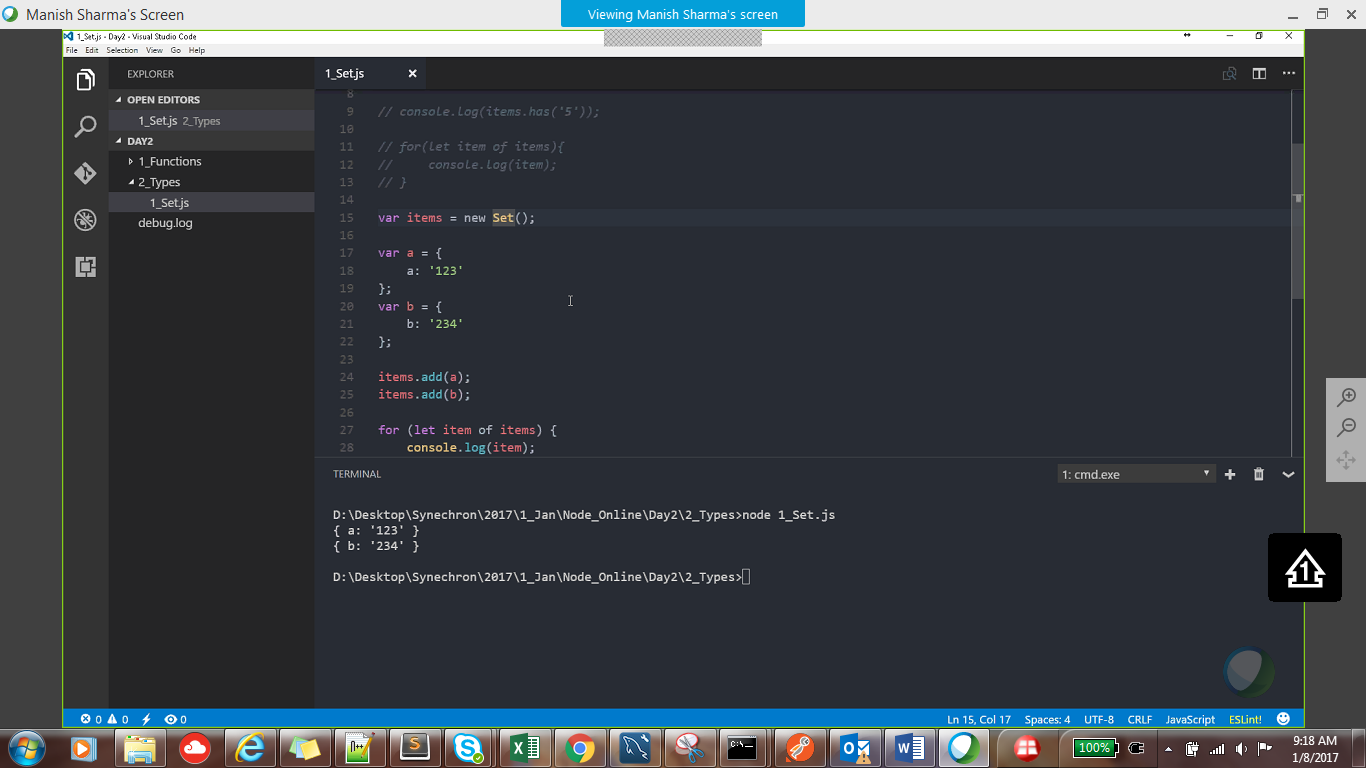 Manish Sharma's Screen
Viewing Manish Sharma's screen
1_Set.js - Day2 - Visual Studio Code
File Edit Selection View Go Help
EXPLORER
OPEN EDITORS
1_Set.js 2_Types
DAY2
1_Functions
2_Types
1_Set.js
debug.log
1_Set.js
8
9 // console.log(items.has('5'));
10
11 // for(let item of items){
12 //     console.log(item);
13 // }
14
15 var items = new Set();
16
17 var a = {
18     a: '123'
19 };
20 var b = {
21     b: '234'
22 };
23
24 items.add(a);
25 items.add(b);
26
27 for (let item of items) {
28     console.log(item);
TERMINAL
1: cmd.exe
D:\Desktop\Synechron\2017\1_Jan\Node_Online\Day2\2_Types>node 1_Set.js
{ a: '123' }
{ b: '234' }
D:\Desktop\Synechron\2017\1_Jan\Node_Online\Day2\2_Types>
1
0 0 0
Ln 15, Col 17 Spaces: 4 UTF-8 CRLF JavaScript ESLint!
100%
9:18 AM
1/8/2017